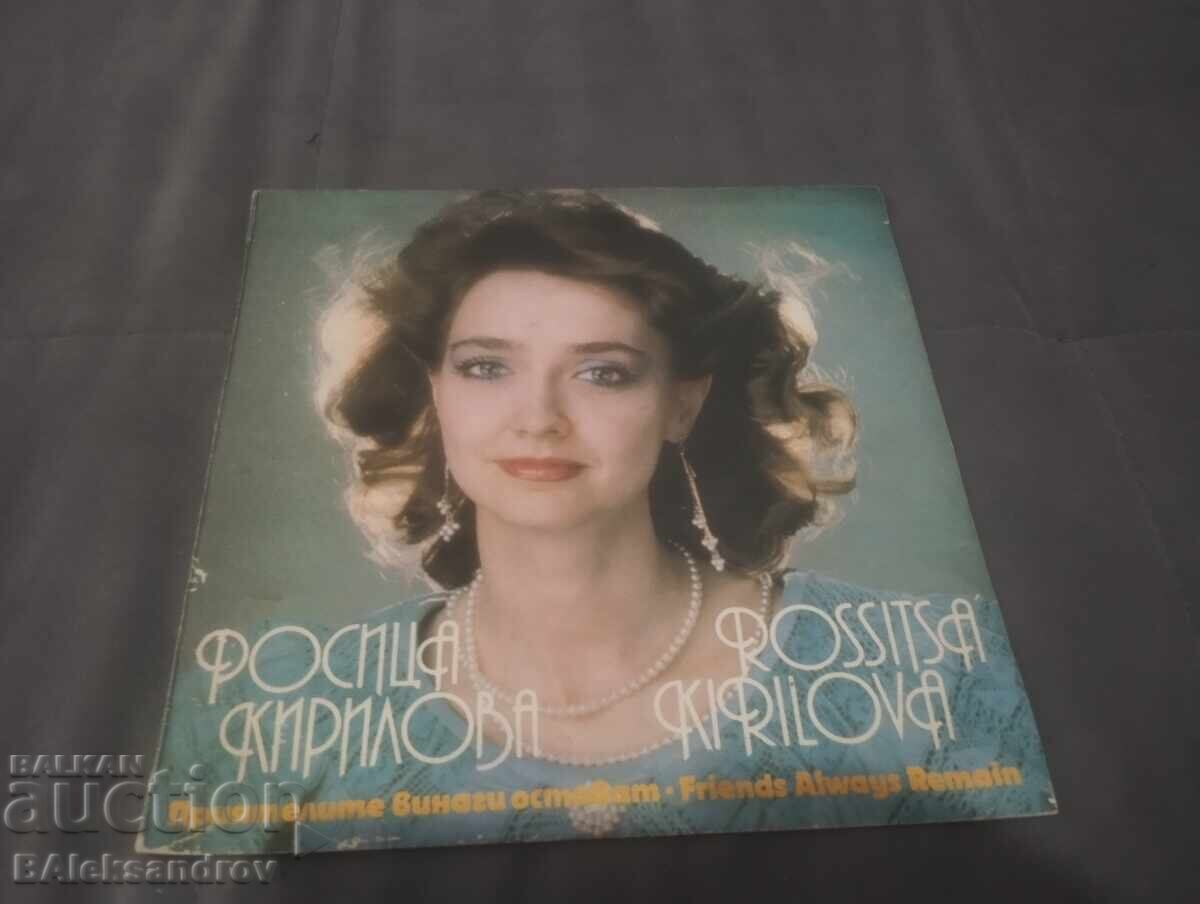 РОСИЦА
КИРИЛОВА
ROSSITSA
KIRILOVA
Приятелите винаги остават · Friends Always Remain
BALKAN
auction
BAleksandrov